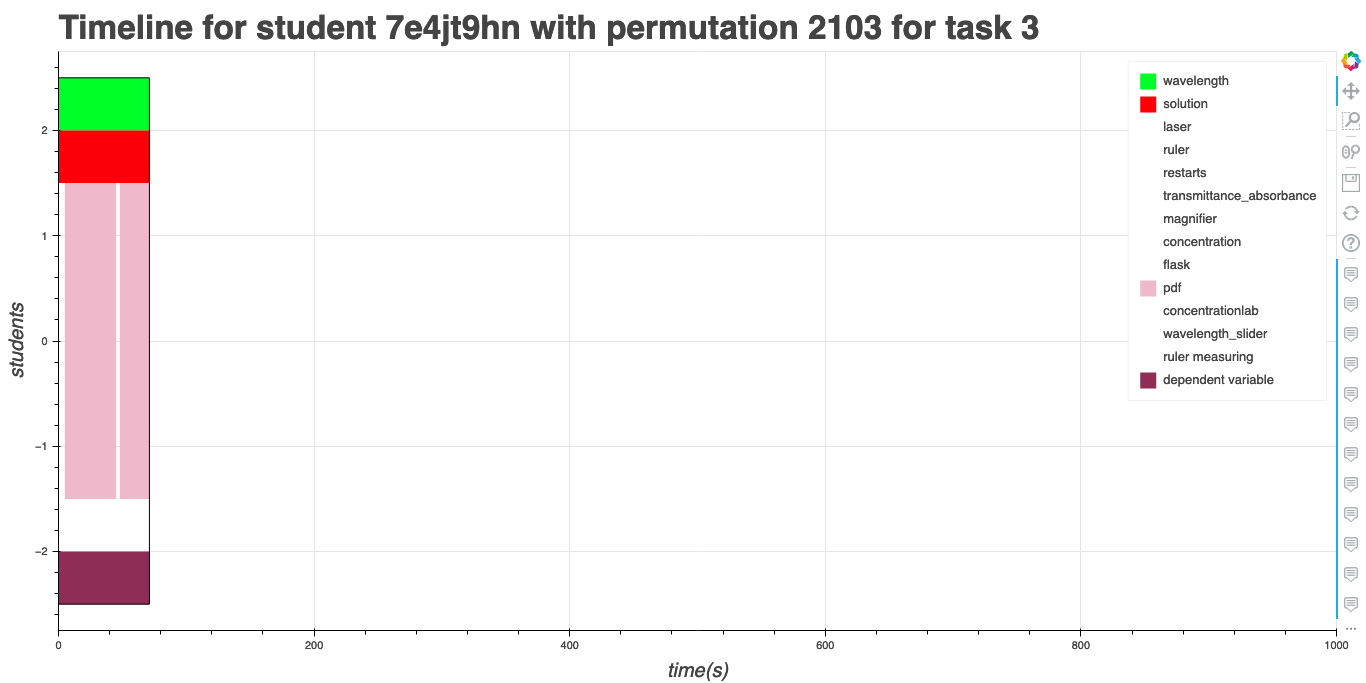 Timeline for student 7e4jt9hn with permutation 2103 for task 3
wavelength
solution
laser
ruler
restarts
transmittance_absorbance
magnifier
concentration
flask
pdf
concentrationlab
wavelength_slider
ruler measuring
dependent variable
students
2
1
0
−1
−2
0 200 400 600 800 1000
time(s)